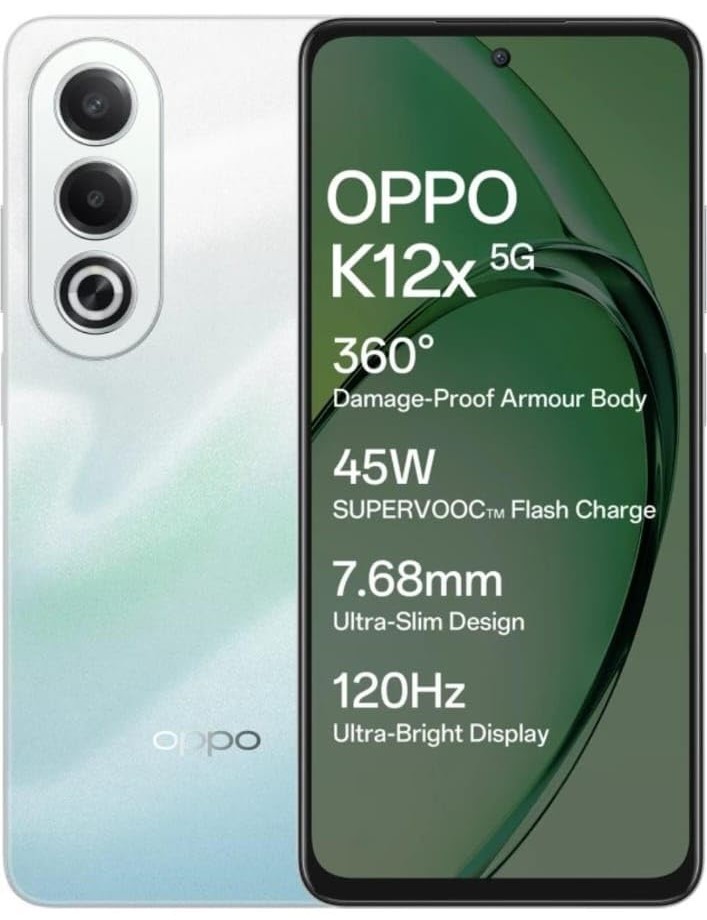 OPPO
K12x 5G
360°
Damage-Proof Armour Body
45W
SUPERVOOC™ Flash Charge
7.68mm
Ultra-Slim Design
120Hz
Ultra-Bright Display
oppo